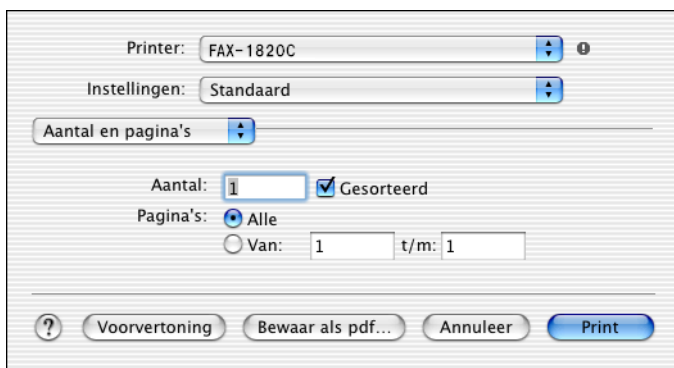 Printer: FAX-1820C
Instellingen: Standaard
Aantal en pagina's
Aantal: 1 Gesorteerd
Pagina's: Alle
Van: 1 t/m: 1
? Voorvertoning Bewaar als pdf... Annuleer Print